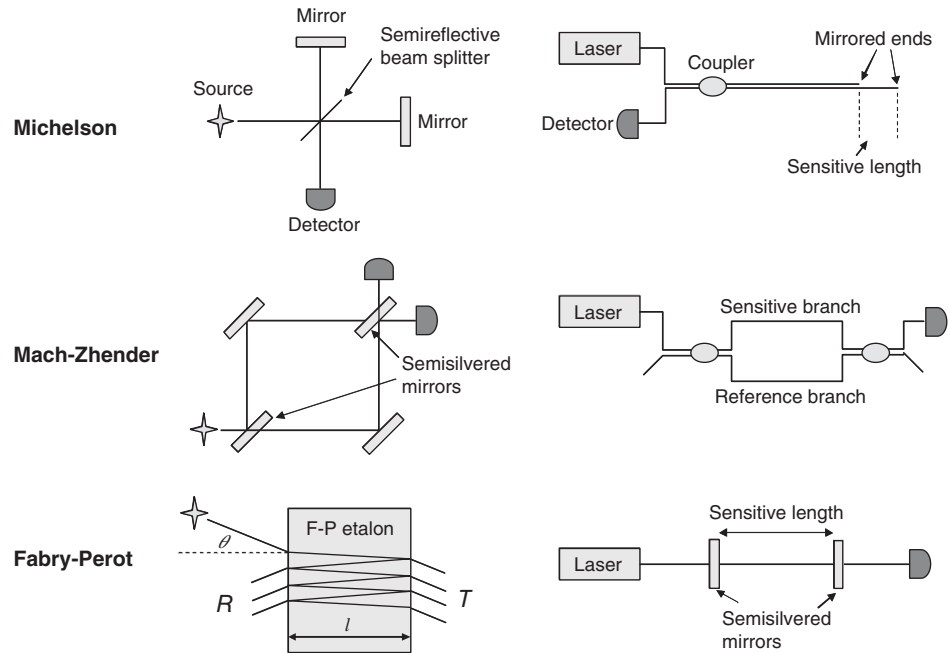 Michelson
Mirror
Semireflective
beam splitter
Source
Mirror
Detector
Laser
Coupler
Mirrored ends
Detector
Sensitive length
Mach-Zhender
Semisilvered
mirrors
Laser
Sensitive branch
Reference branch
Fabry-Perot
θ
F-P etalon
R
T
l
Laser
Sensitive length
Semisilvered
mirrors